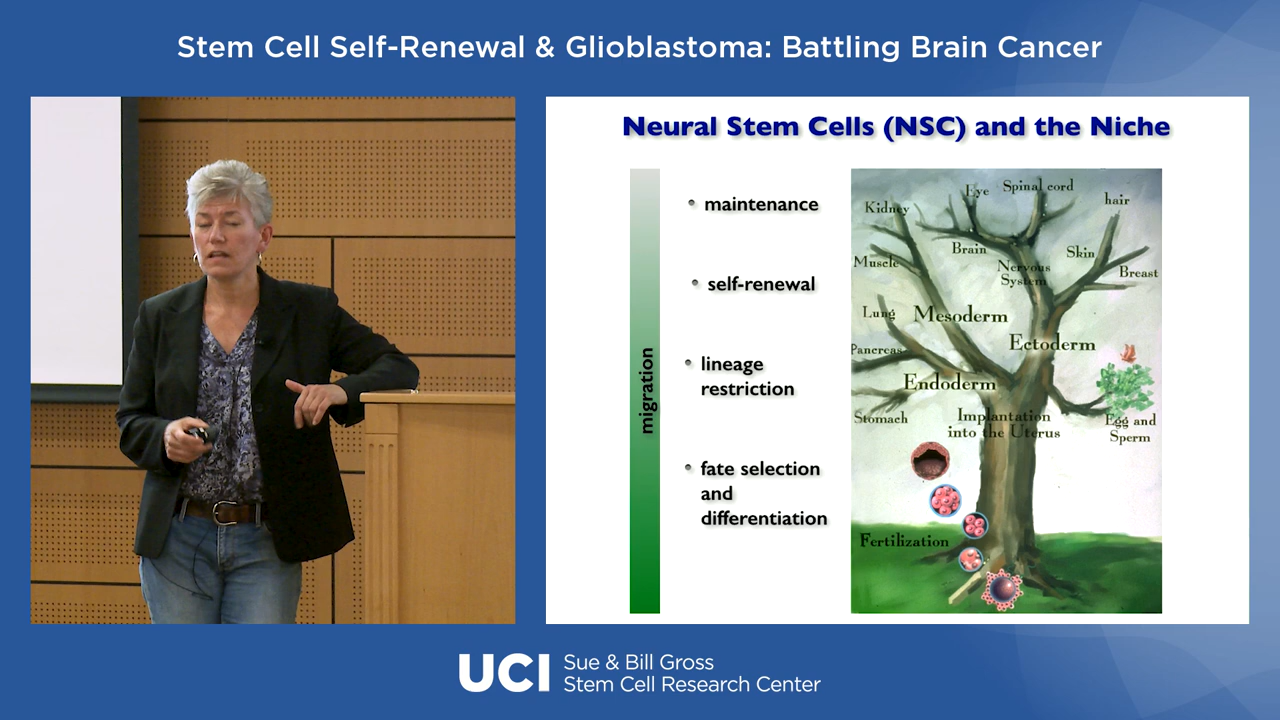 Stem Cell Self-Renewal & Glioblastoma: Battling Brain Cancer
Neural Stem Cells (NSC) and the Niche
migration
• maintenance
• self-renewal
• lineage
restriction
• fate selection
and
differentiation
Eye
Spinal cord
hair
Kidney
Brain
Skin
Muscle
Nervous
System
Breast
Lung
Mesoderm
Ectoderm
Pancreas
Endoderm
Stomach
Implantation
into the Uterus
Egg and
Sperm
Fertilization
UCI
Sue & Bill Gross
Stem Cell Research Center